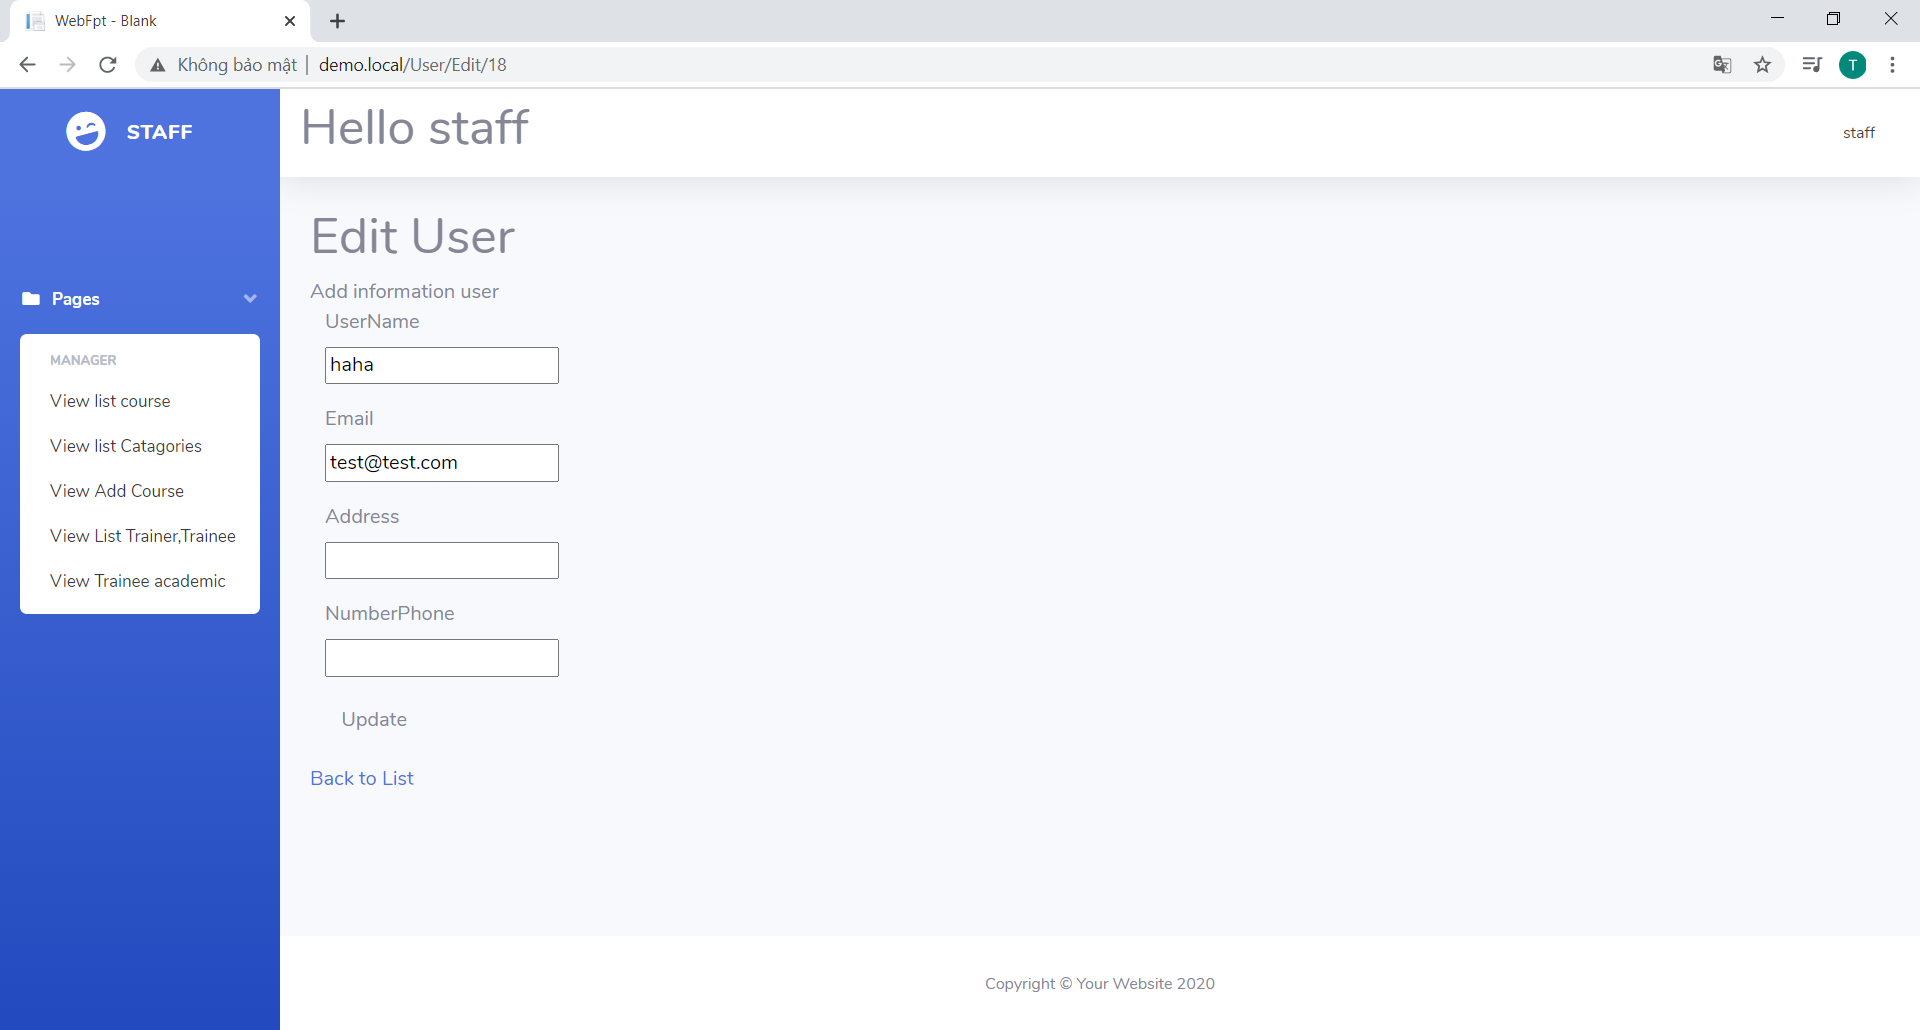 WebFpt - Blank
Không bảo mật | demo.local/User/Edit/18
T
STAFF
Hello staff
staff
Pages
MANAGER
View list course
View list Catagories
View Add Course
View List Trainer,Trainee
View Trainee academic
Edit User
Add information user
UserName
haha
Email
test@test.com
Address
NumberPhone
Update
Back to List
Copyright © Your Website 2020